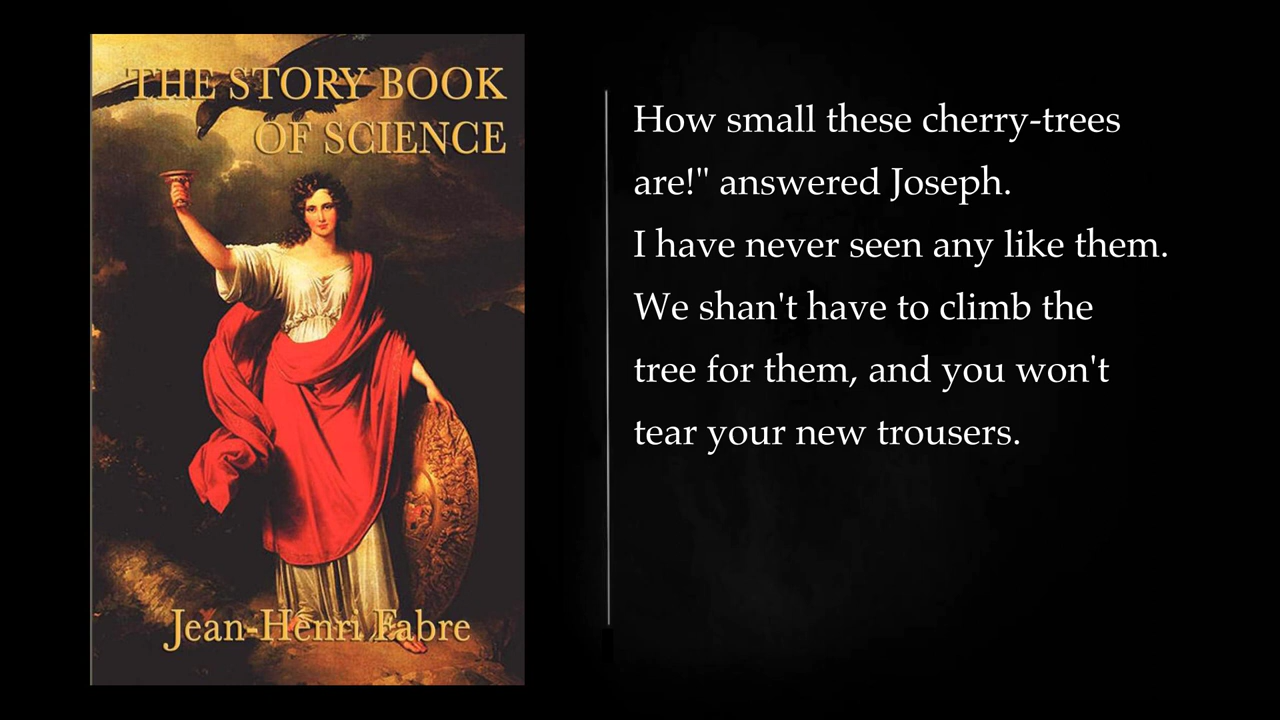 THE STORY BOOK
OF SCIENCE
Jean-Henri Fabre
How small these cherry-trees
are!" answered Joseph.
I have never seen any like them.
We shan't have to climb the
tree for them, and you won't
tear your new trousers.